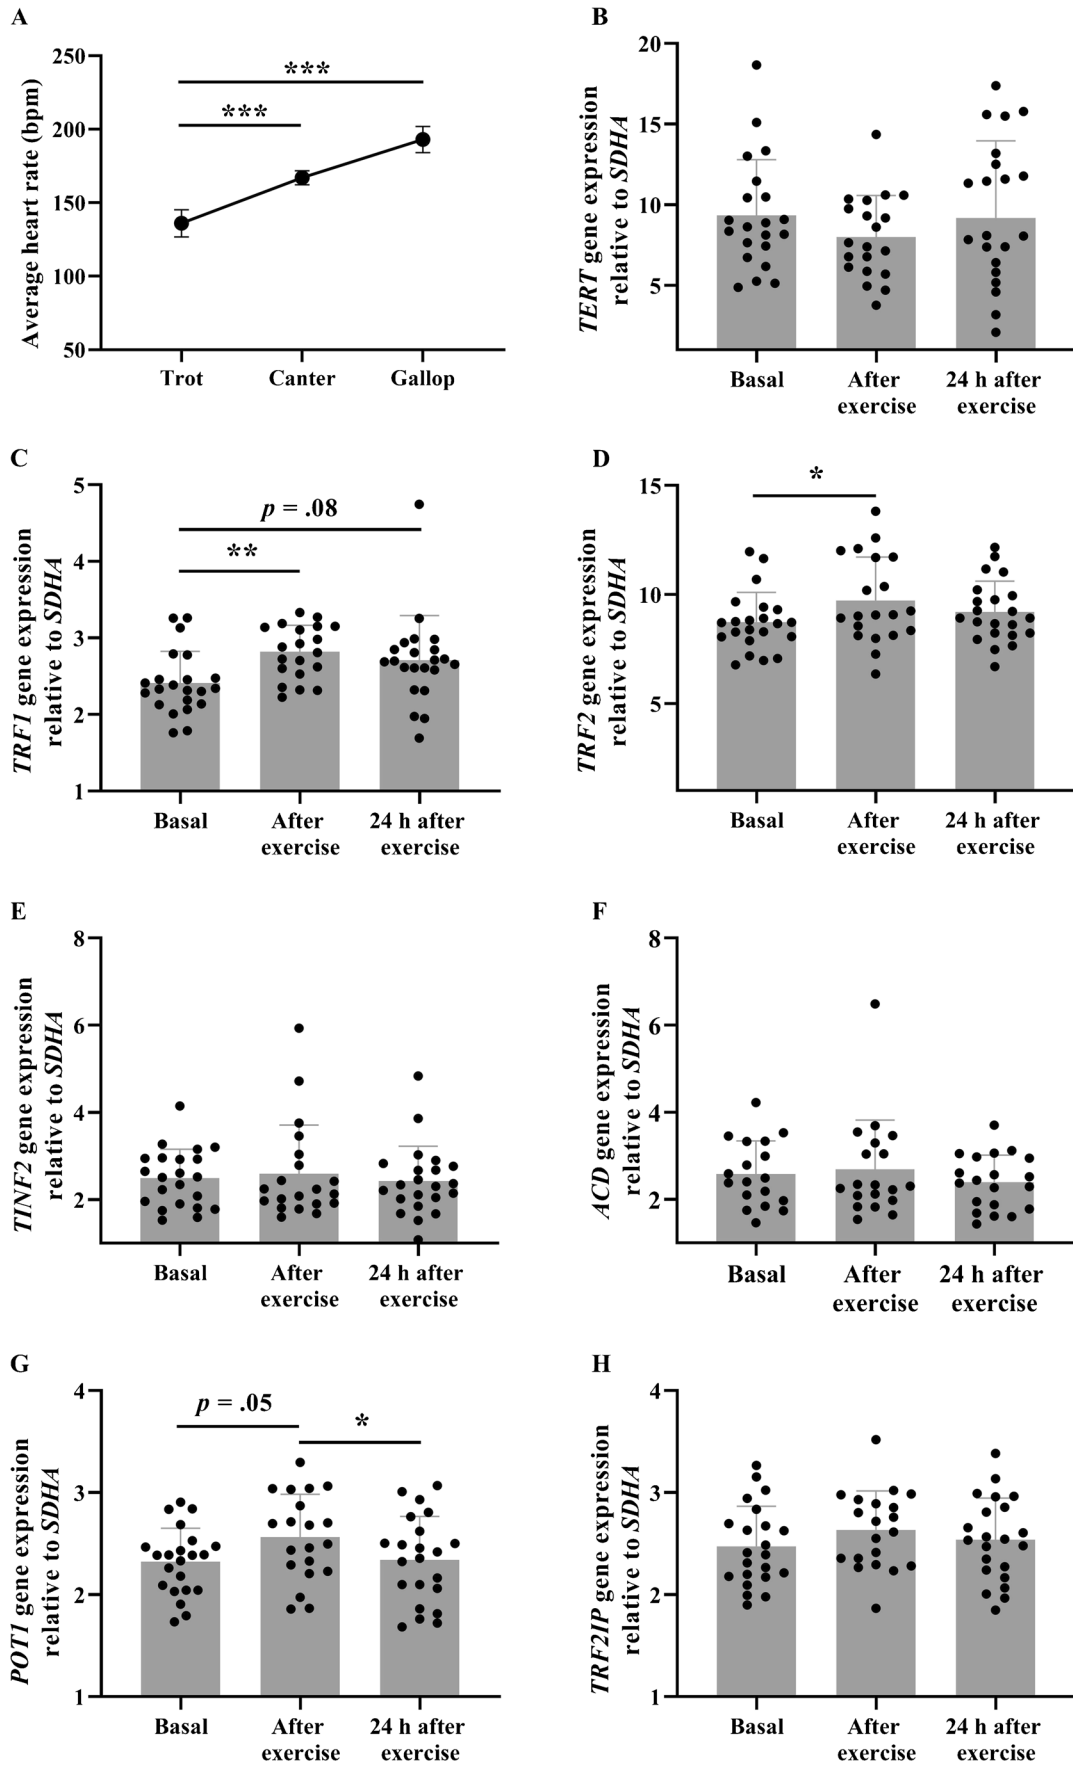 A
Average heart rate (bpm)
250
200
150
100
50
***
***
Trot
Canter
Gallop
B
TERT gene expression
relative to SDHA
20
15
10
5
Basal
After
exercise
24 h after
exercise
C
TRF1 gene expression
relative to SDHA
5
4
3
2
1
p = .08
**
Basal
After
exercise
24 h after
exercise
D
TRF2 gene expression
relative to SDHA
15
10
5
*
Basal
After
exercise
24 h after
exercise
E
TINF2 gene expression
relative to SDHA
8
6
4
2
Basal
After
exercise
24 h after
exercise
F
ACD gene expression
relative to SDHA
8
6
4
2
Basal
After
exercise
24 h after
exercise
G
POT1 gene expression
relative to SDHA
4
3
2
1
p = .05
*
Basal
After
exercise
24 h after
exercise
H
TRF2IP gene expression
relative to SDHA
4
3
2
1
Basal
After
exercise
24 h after
exercise